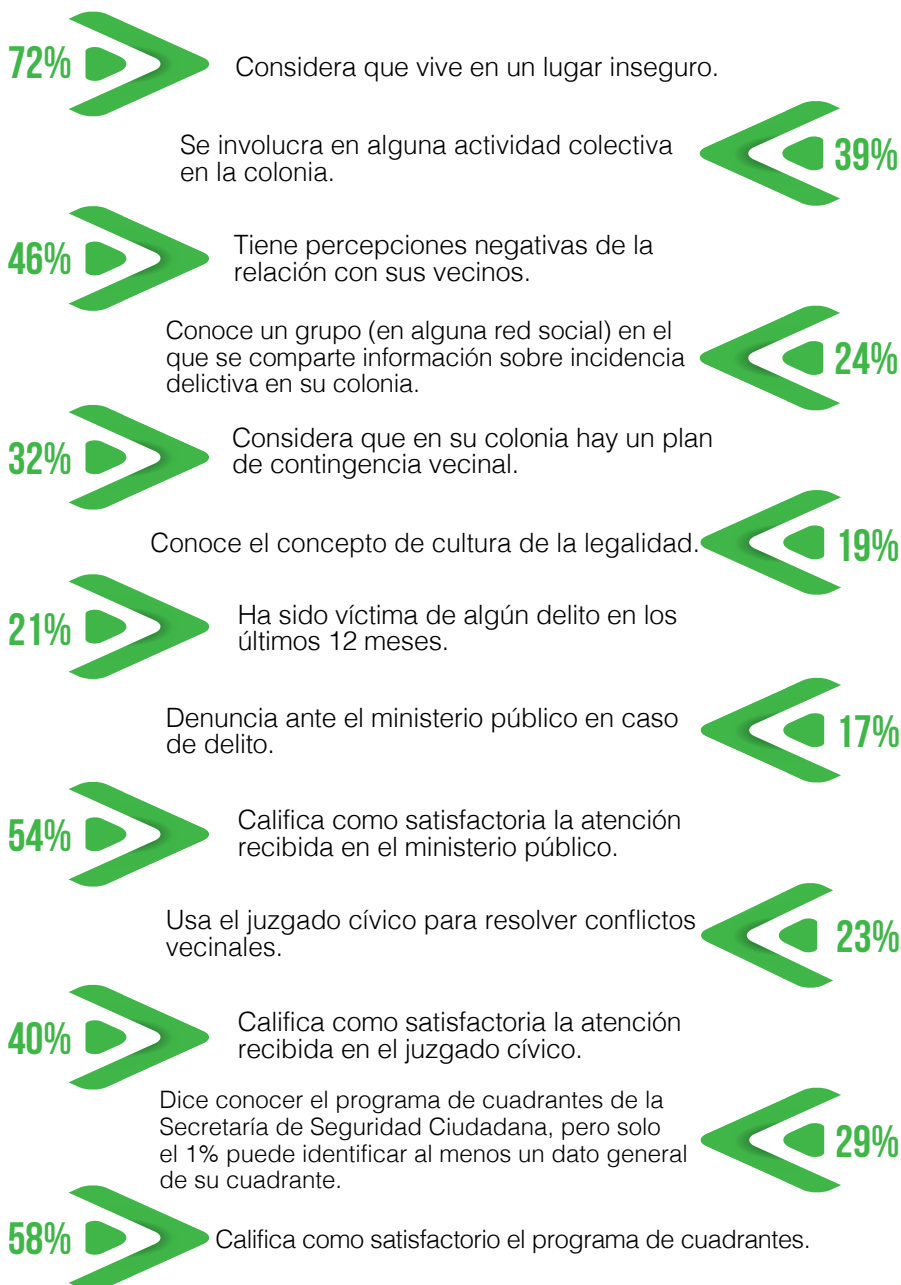 72%
Considera que vive en un lugar inseguro.
Se involucra en alguna actividad colectiva
en la colonia.
39%
46%
Tiene percepciones negativas de la
relación con sus vecinos.
Conoce un grupo (en alguna red social) en el
que se comparte información sobre incidencia
delictiva en su colonia.
24%
32%
Considera que en su colonia hay un plan
de contingencia vecinal.
Conoce el concepto de cultura de la legalidad.
19%
21%
Ha sido víctima de algún delito en los
últimos 12 meses.
Denuncia ante el ministerio público en caso
de delito.
17%
54%
Califica como satisfactoria la atención
recibida en el ministerio público.
Usa el juzgado cívico para resolver conflictos
vecinales.
23%
40%
Califica como satisfactoria la atención
recibida en el juzgado cívico.
Dice conocer el programa de cuadrantes de la
Secretaría de Seguridad Ciudadana, pero solo
el 1% puede identificar al menos un dato general
de su cuadrante.
29%
58%
Califica como satisfactorio el programa de cuadrantes.